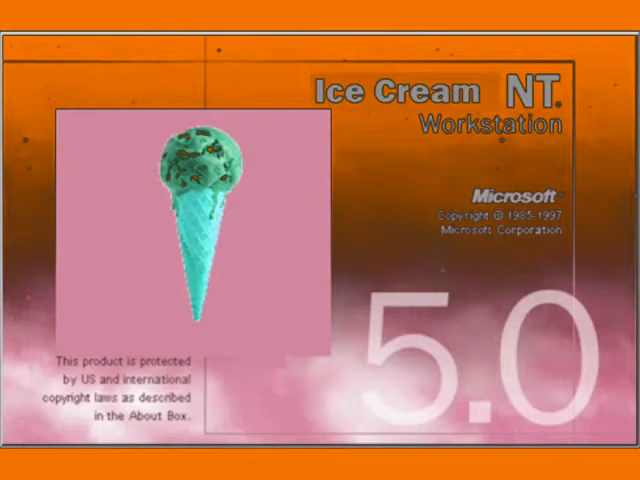 Ice Cream NT.
Workstation
Microsoft
Copyright © 1985-1997
Microsoft Corporation
5.0
This product is protected
by US and international
copyright laws as described
in the About Box.